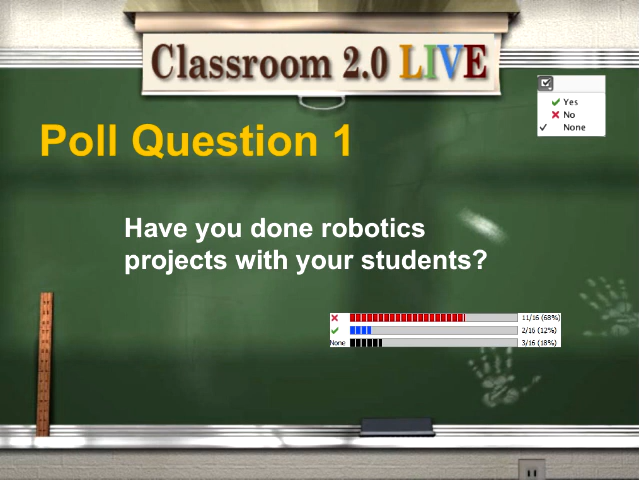 Classroom 2.0 LIVE
Yes
No
None
Poll Question 1
Have you done robotics
projects with your students?
11/16 (68%)
2/16 (12%)
None 3/16 (18%)